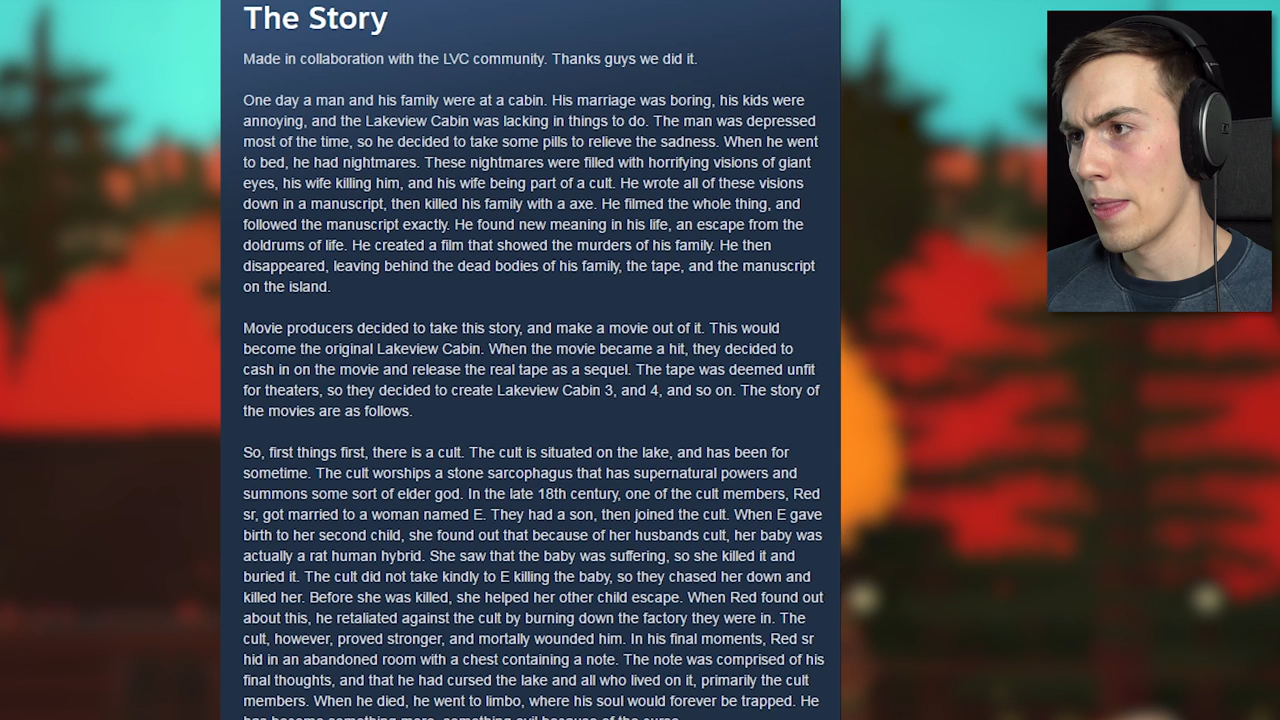 The Story
Made in collaboration with the LVC community. Thanks guys we did it.
One day a man and his family were at a cabin. His marriage was boring, his kids were
annoying, and the Lakeview Cabin was lacking in things to do. The man was depressed
most of the time, so he decided to take some pills to relieve the sadness. When he went
to bed, he had nightmares. These nightmares were filled with horrifying visions of giant
eyes, his wife killing him, and his wife being part of a cult. He wrote all of these visions
down in a manuscript, then killed his family with a axe. He filmed the whole thing, and
followed the manuscript exactly. He found new meaning in his life, an escape from the
doldrums of life. He created a film that showed the murders of his family. He then
disappeared, leaving behind the dead bodies of his family, the tape, and the manuscript
on the island.
Movie producers decided to take this story, and make a movie out of it. This would
become the original Lakeview Cabin. When the movie became a hit, they decided to
cash in on the movie and release the real tape as a sequel. The tape was deemed unfit
for theaters, so they decided to create Lakeview Cabin 3, and 4, and so on. The story of
the movies are as follows.
So, first things first, there is a cult. The cult is situated on the lake, and has been for
sometime. The cult worships a stone sarcophagus that has supernatural powers and
summons some sort of elder god. In the late 18th century, one of the cult members, Red
sr, got married to a woman named E. They had a son, then joined the cult. When E gave
birth to her second child, she found out that because of her husbands cult, her baby was
actually a rat human hybrid. She saw that the baby was suffering, so she killed it and
buried it. The cult did not take kindly to E killing the baby, so they chased her down and
killed her. Before she was killed, she helped her other child escape. When Red found out
about this, he retaliated against the cult by burning down the factory they were in. The
cult, however, proved stronger, and mortally wounded him. In his final moments, Red sr
hid in an abandoned room with a chest containing a note. The note was comprised of his
final thoughts, and that he had cursed the lake and all who lived on it, primarily the cult
members. When he died, he went to limbo, where his soul would forever be trapped. He
has become something more, something evil because of the curse.